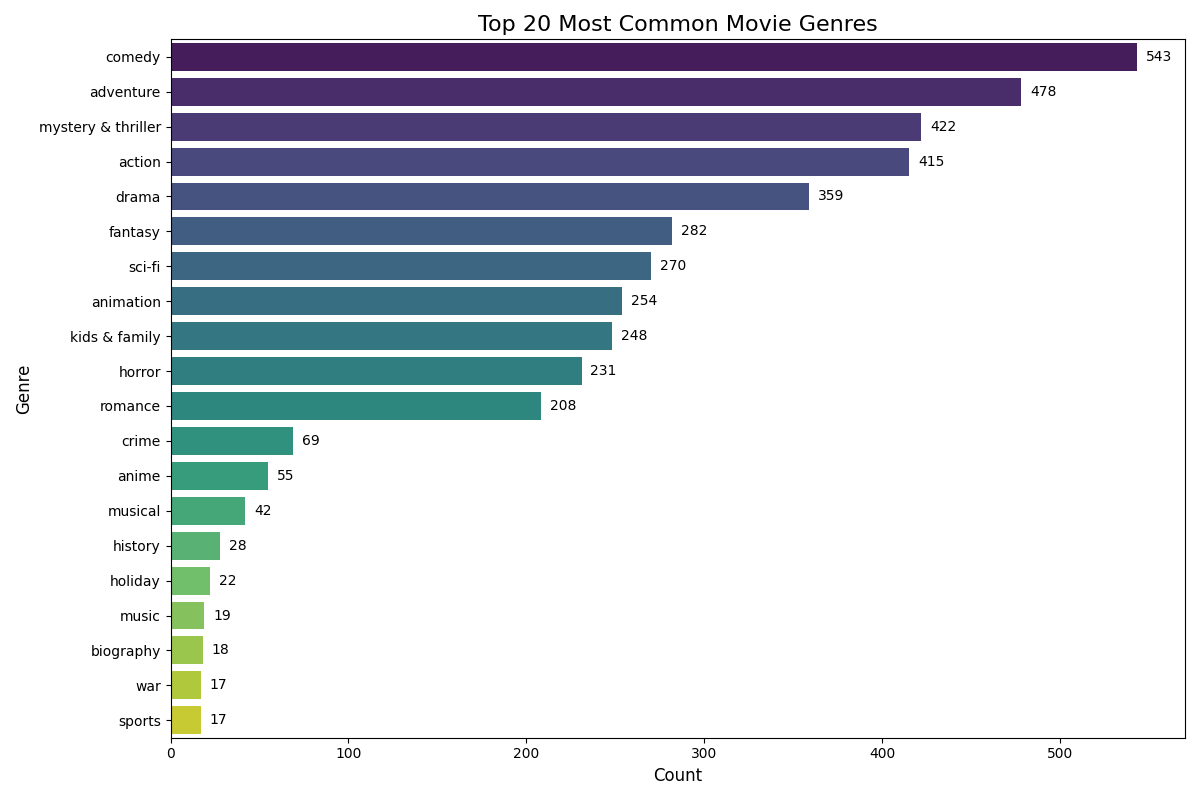 Top 20 Most Common Movie Genres
Genre
comedy 543
adventure 478
mystery & thriller 422
action 415
drama 359
fantasy 282
sci-fi 270
animation 254
kids & family 248
horror 231
romance 208
crime 69
anime 55
musical 42
history 28
holiday 22
music 19
biography 18
war 17
sports 17
0 100 200 300 400 500
Count